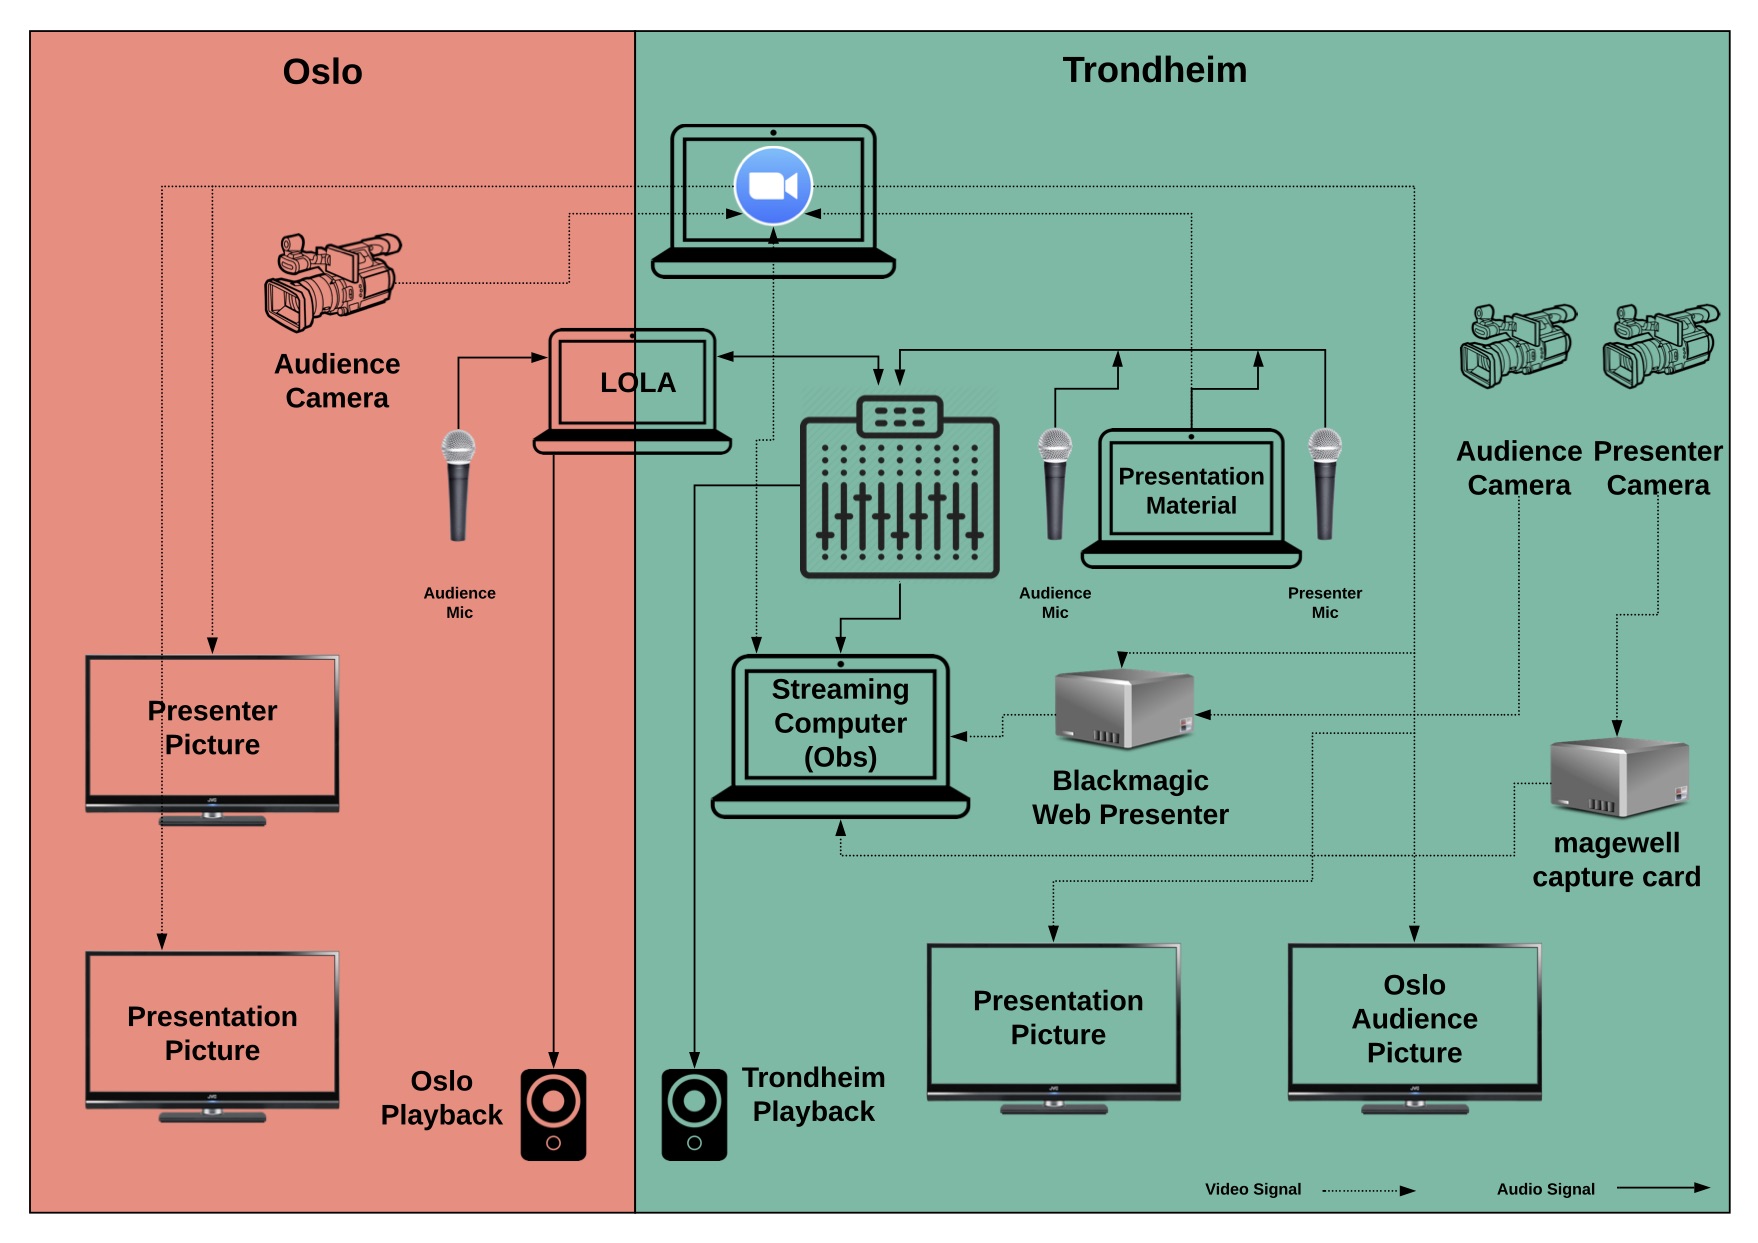 Oslo
Trondheim
Audience
Camera
LOLA
Audience
Mic
Presentation
Material
Audience
Mic
Presenter
Mic
Audience
Camera
Presenter
Camera
Presenter
Picture
Streaming
Computer
(Obs)
Blackmagic
Web Presenter
magewell
capture card
Presentation
Picture
Oslo
Playback
Trondheim
Playback
Presentation
Picture
Oslo
Audience
Picture
Video Signal
Audio Signal